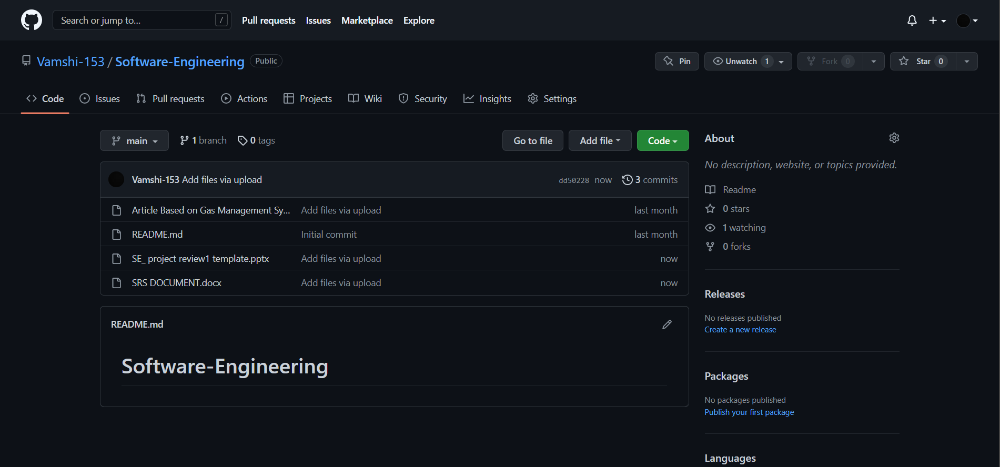 Search or jump to... / Pull requests Issues Marketplace Explore
Vamshi-153 / Software-Engineering Public Pin Unwatch 1 Fork 0 Star 0
Code Issues Pull requests Actions Projects Wiki Security Insights Settings
main 1 branch 0 tags Go to file Add file Code
Vamshi-153 Add files via upload dd50228 now 3 commits
Article Based on Gas Management Sy... Add files via upload last month
README.md Initial commit last month
SE_ project review1 template.pptx Add files via upload now
SRS DOCUMENT.docx Add files via upload now
README.md
Software-Engineering
About
No description, website, or topics provided.
Readme
0 stars
1 watching
0 forks
Releases
No releases published
Create a new release
Packages
No packages published
Publish your first package
Languages